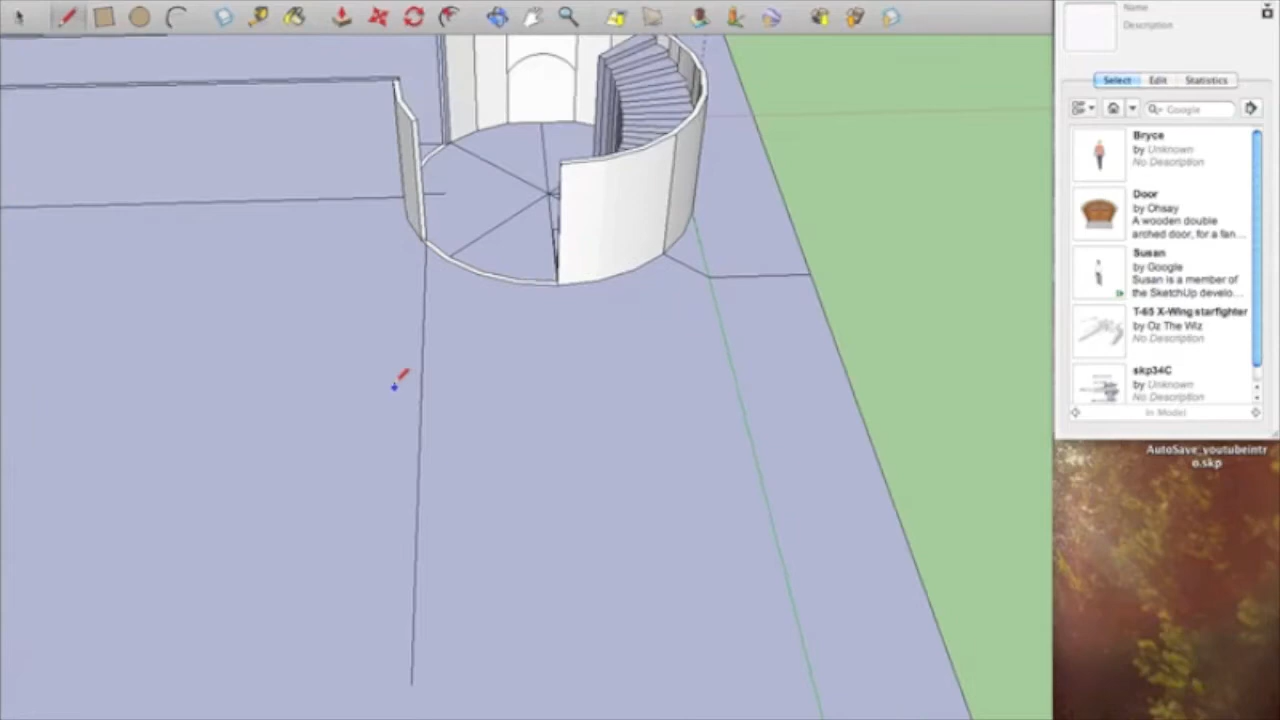 Name
Description
Select Edit Statistics
Google
Bryce
by Unknown
No Description
Door
by Ohsay
A wooden double
arched door, for a fan...
Susan
by Google
Susan is a member of
the SketchUp develo...
T-65 X-Wing starfighter
by Oz The Wiz
No Description
skp34C
by Unknown
No Description
In Model
AutoSave_youtubeintr
o.skp